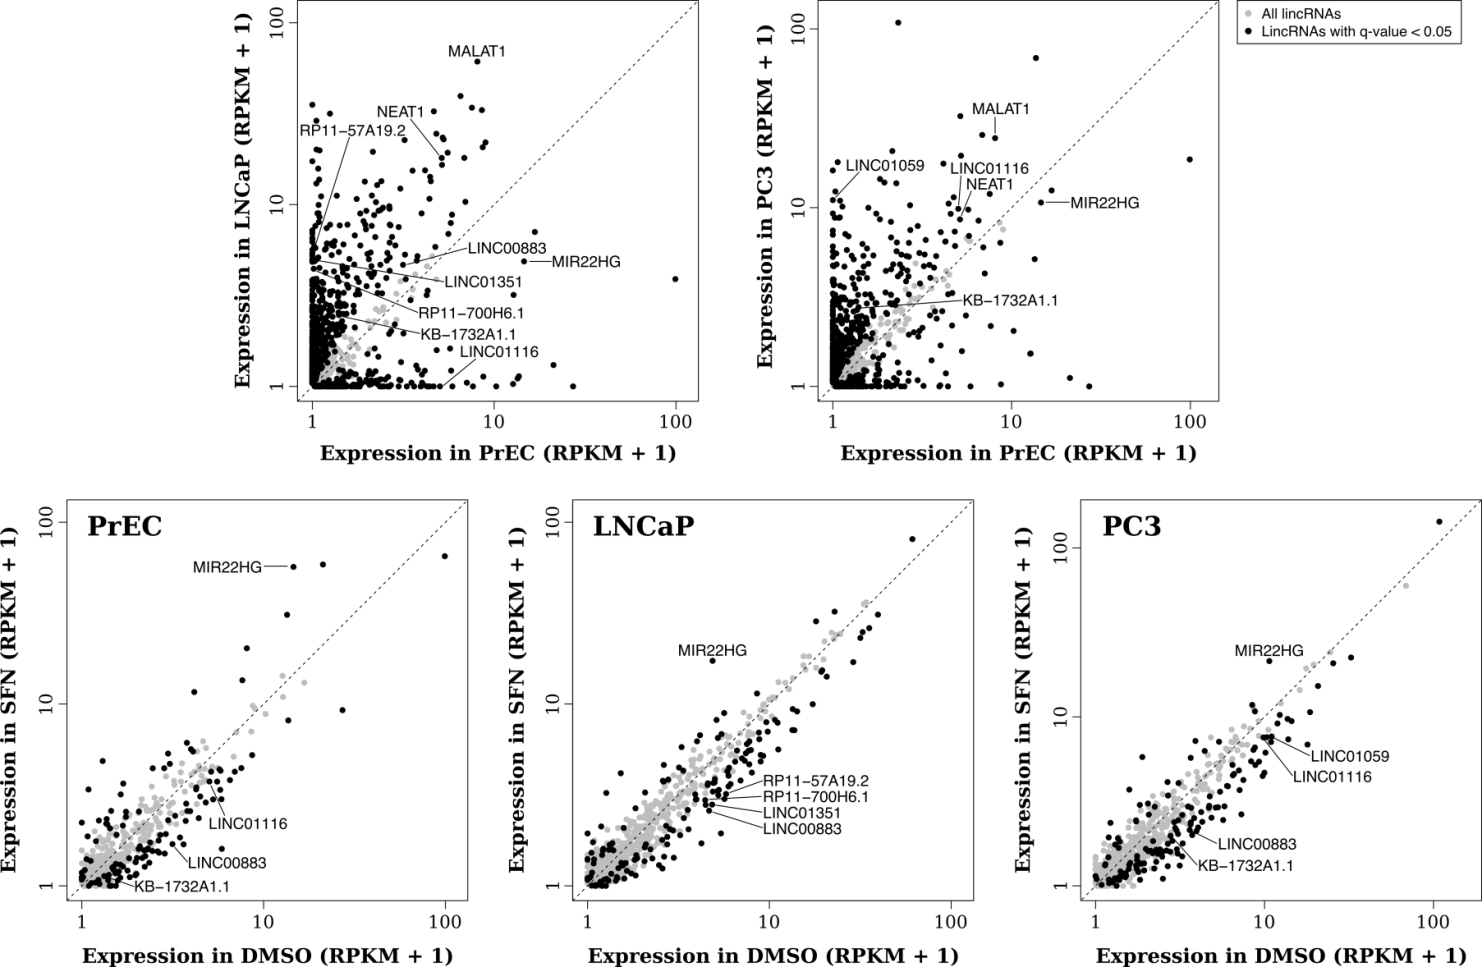 All lincRNAs
LincRNAs with q-value < 0.05
Expression in LNCaP (RPKM + 1)
100
10
1
MALAT1
NEAT1
RP11-57A19.2
LINC00883
MIR22HG
LINC01351
RP11-700H6.1
KB-1732A1.1
LINC01116
1
10
100
Expression in PrEC (RPKM + 1)
Expression in PC3 (RPKM + 1)
100
10
1
MALAT1
LINC01059
LINC01116
NEAT1
MIR22HG
KB-1732A1.1
1
10
100
Expression in PrEC (RPKM + 1)
PrEC
Expression in SFN (RPKM + 1)
100
10
1
MIR22HG
LINC01116
LINC00883
KB-1732A1.1
1
10
100
Expression in DMSO (RPKM + 1)
LNCaP
Expression in SFN (RPKM + 1)
100
10
1
MIR22HG
RP11-57A19.2
RP11-700H6.1
LINC01351
LINC00883
1
10
100
Expression in DMSO (RPKM + 1)
PC3
Expression in SFN (RPKM + 1)
100
10
1
MIR22HG
LINC01059
LINC01116
LINC00883
KB-1732A1.1
1
10
100
Expression in DMSO (RPKM + 1)